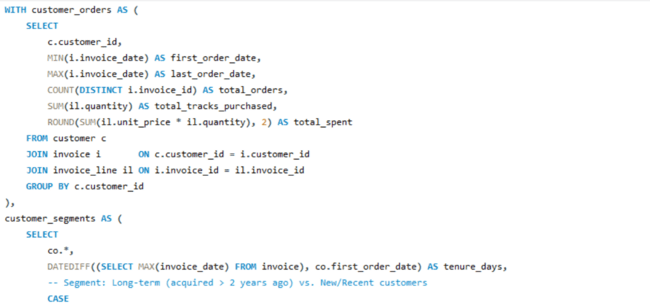 WITH customer_orders AS (
    SELECT
        c.customer_id,
        MIN(i.invoice_date) AS first_order_date,
        MAX(i.invoice_date) AS last_order_date,
        COUNT(DISTINCT i.invoice_id) AS total_orders,
        SUM(il.quantity) AS total_tracks_purchased,
        ROUND(SUM(il.unit_price * il.quantity), 2) AS total_spent
    FROM customer c
    JOIN invoice i       ON c.customer_id = i.customer_id
    JOIN invoice_line il ON i.invoice_id = il.invoice_id
    GROUP BY c.customer_id
),
customer_segments AS (
    SELECT
        co.*,
        DATEDIFF((SELECT MAX(invoice_date) FROM invoice), co.first_order_date) AS tenure_days,
        -- Segment: Long-term (acquired > 2 years ago) vs. New/Recent customers
        CASE